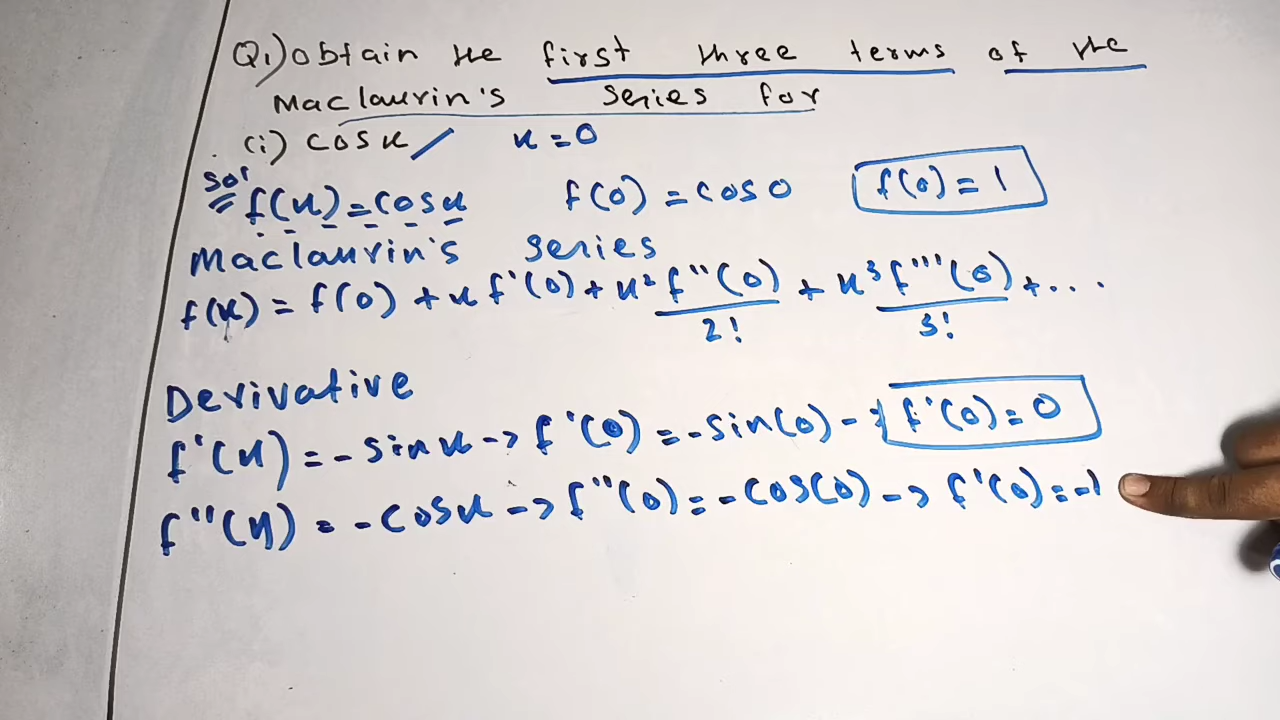 Q1) Obtain the first three terms of the
Maclaurin's series for
(i) cos x / x = 0
Sol f(x) = cos x f(0) = cos 0 f(0) = 1
Maclaurin's series
f(x) = f(0) + x f'(0) + x² f''(0)/2! + x³ f'''(0)/3! + ....
Derivative
f'(x) = - sin x -> f'(0) = - sin(0) - f'(0) = 0
f''(x) = - cos x -> f''(0) = - cos(0) -> f'(0) = -1